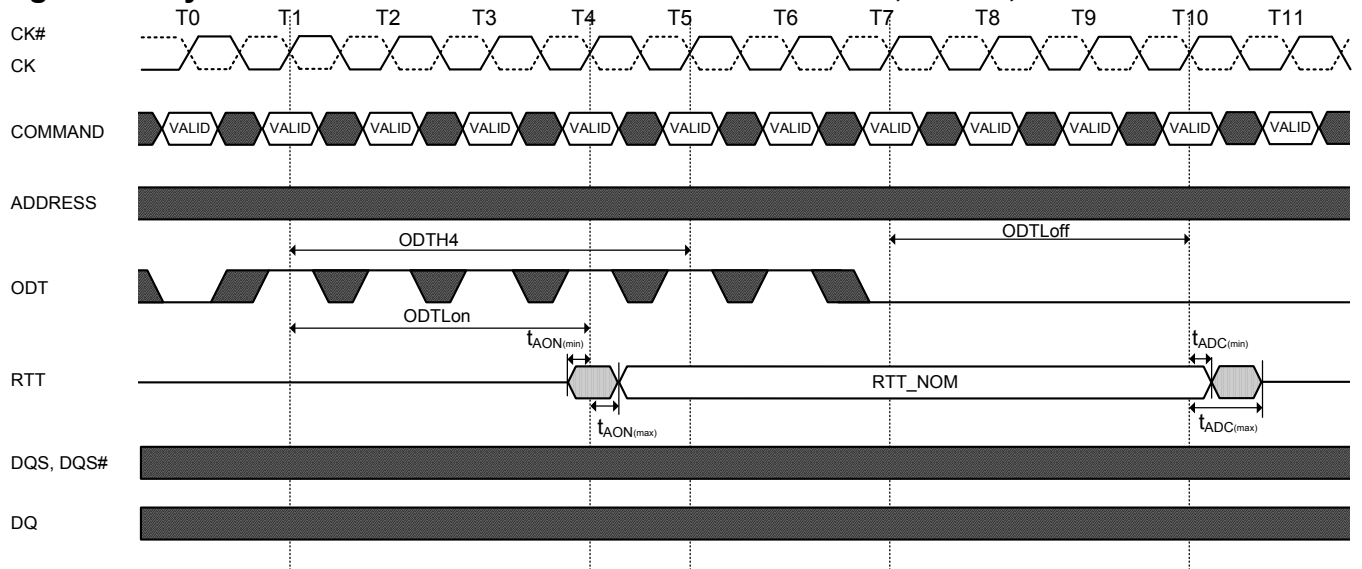 T0 T1 T2 T3 T4 T5 T6 T7 T8 T9 T10 T11
CK#
CK
COMMAND VALID VALID VALID VALID VALID VALID VALID VALID VALID VALID VALID VALID
ADDRESS
ODTH4 ODTLoff
ODT
ODTLon
tAON(min) tADC(min)
RTT RTT_NOM
tAON(max) tADC(max)
DQS, DQS#
DQ